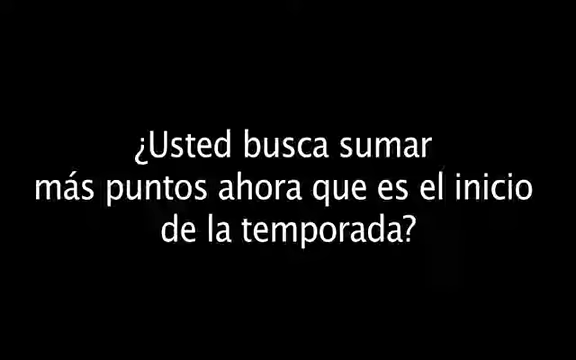 ¿Usted busca sumar
más puntos ahora que es el inicio
de la temporada?